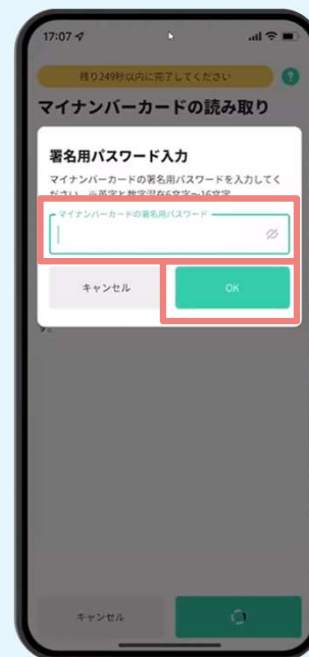 17:07
残り249秒以内に完了してください
?
マイナンバーカードの読み取り
署名用パスワード入力
マイナンバーカードの署名用パスワードを入力してく
ださい。※英字と数字混在6文字~16文字
マイナンバーカードの署名用パスワード
キャンセル
OK
す。
キャンセル